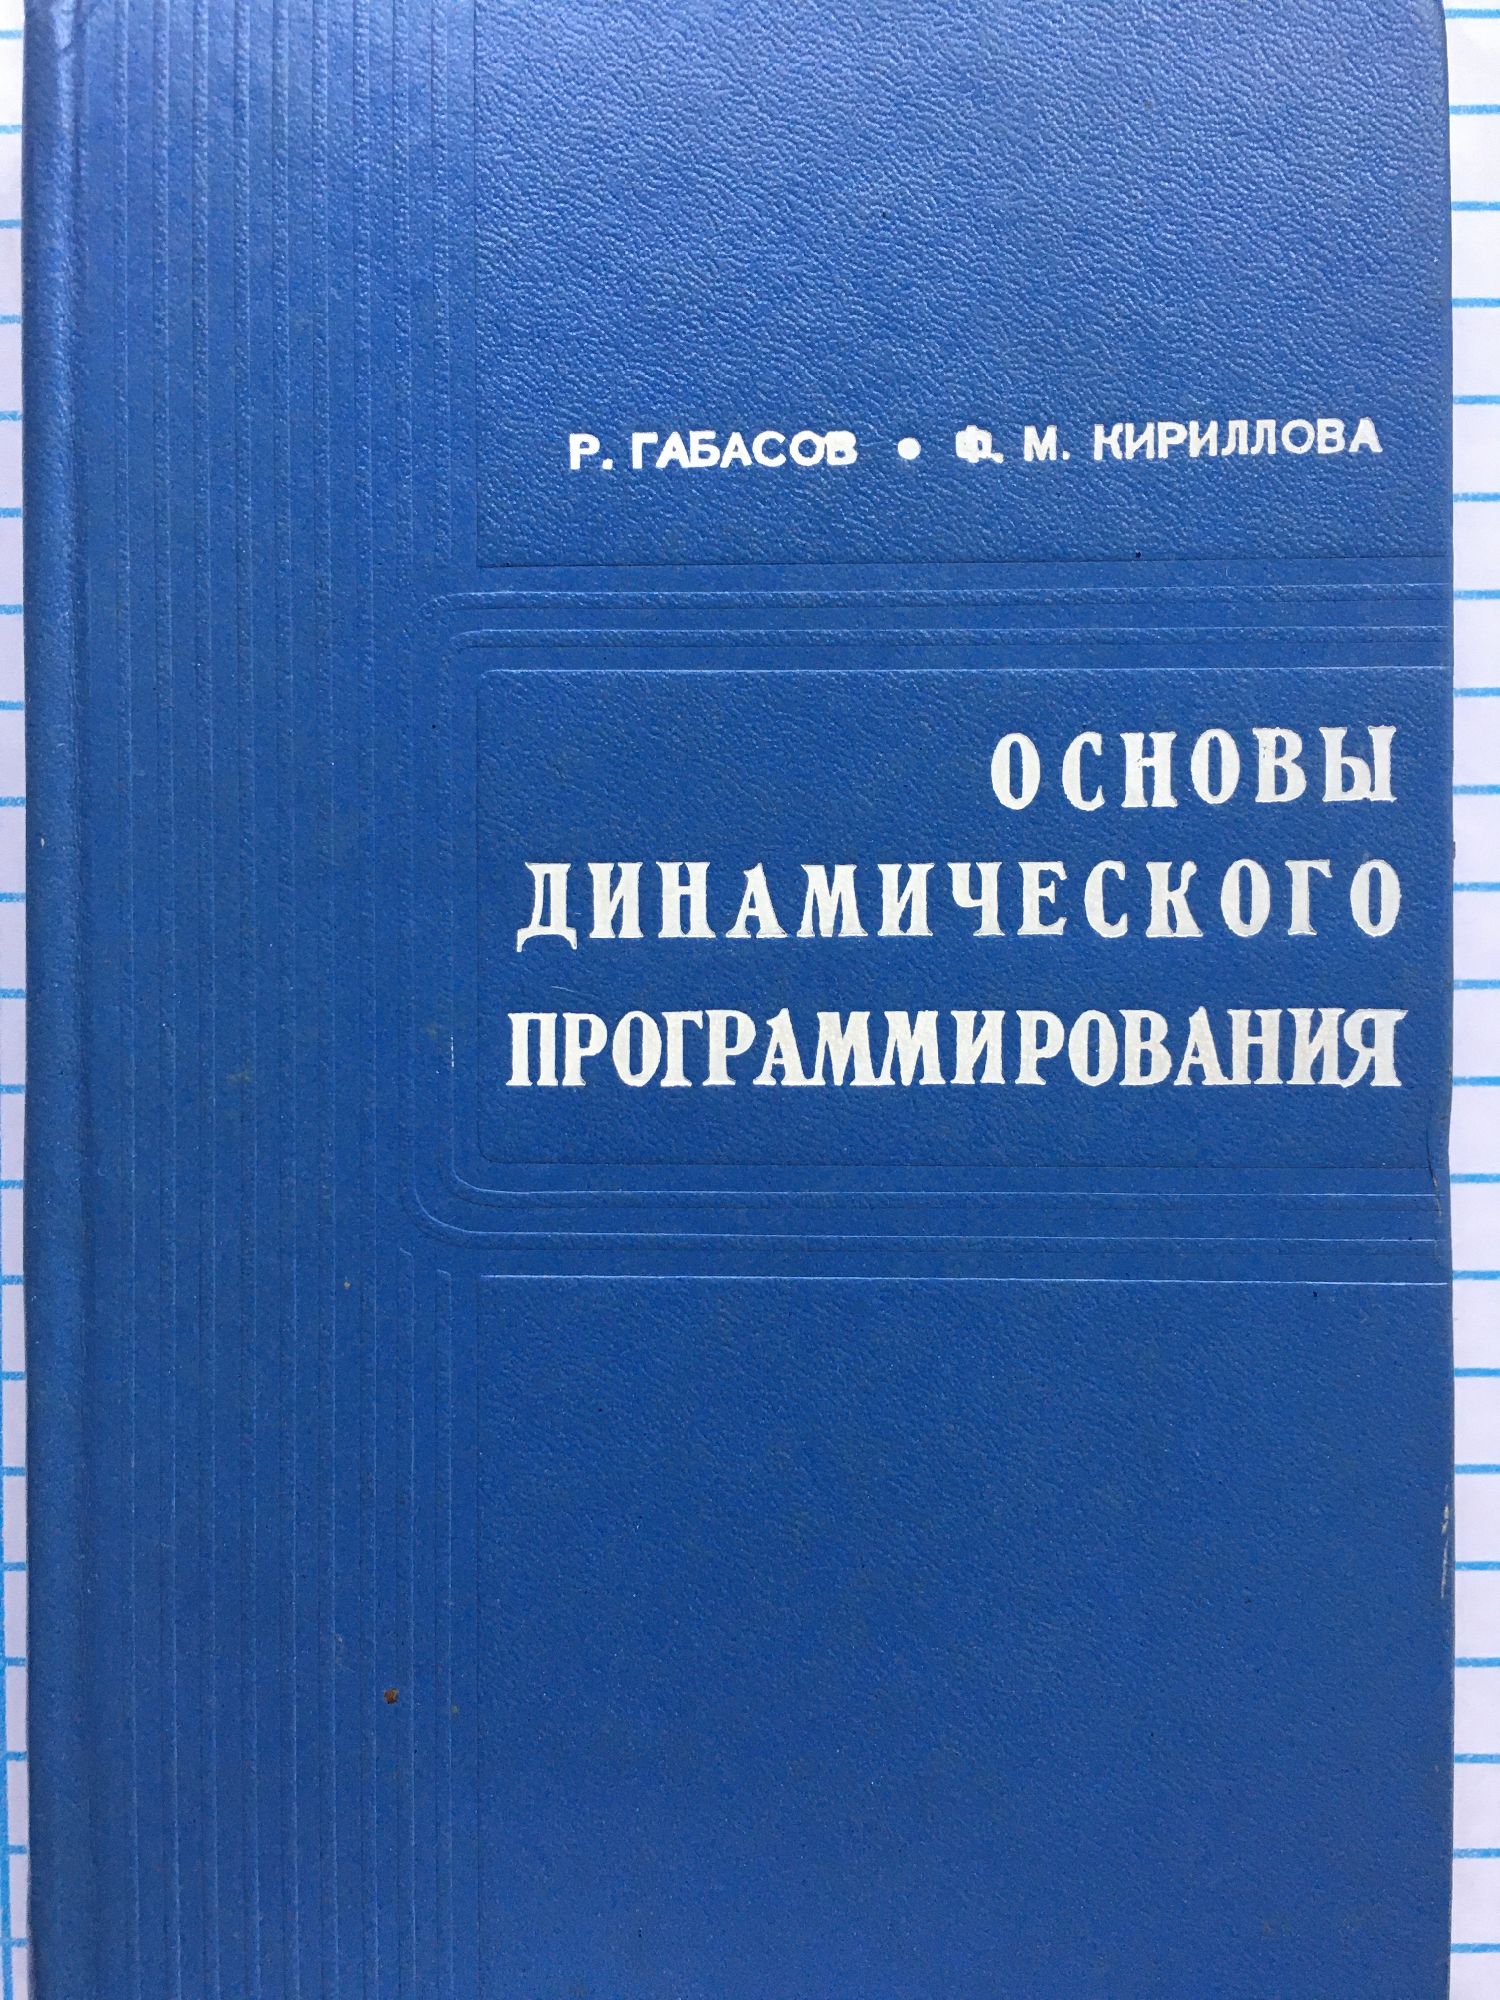 Р. ГАБАСОВ • Ф. М. КИРИЛЛОВА
ОСНОВЫ
ДИНАМИЧЕСКОГО
ПРОГРАММИРОВАНИЯ